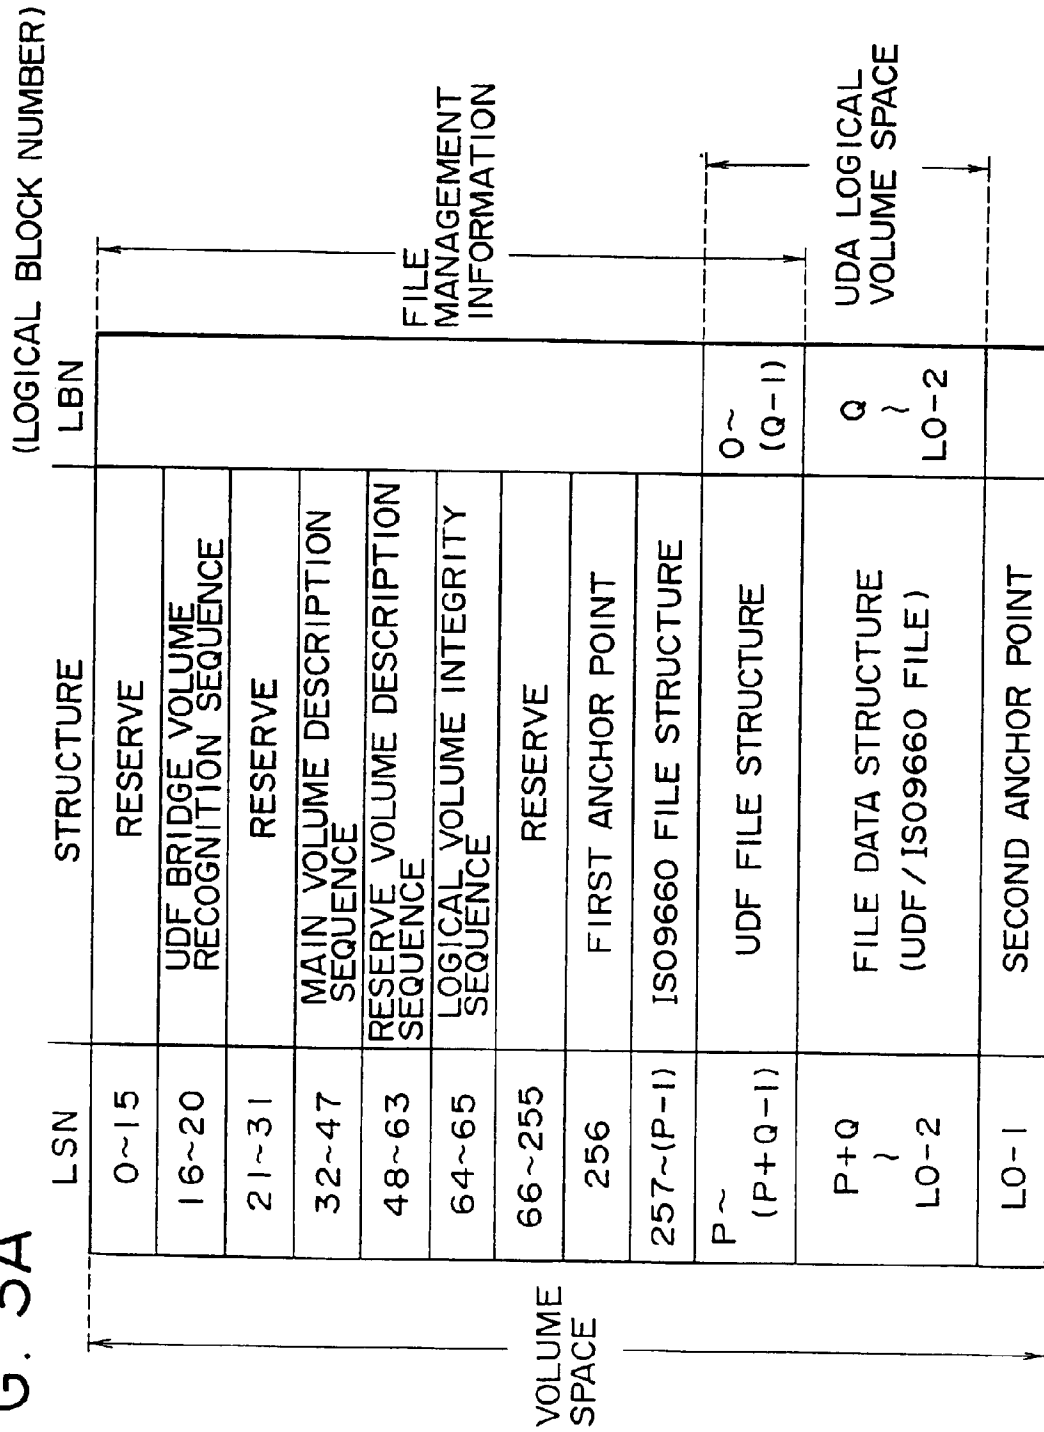 G. 5A
(LOGICAL BLOCK NUMBER)
LSN STRUCTURE LBN
0~15 RESERVE
16~20 UDF BRIDGE VOLUME
RECOGNITION SEQUENCE
21~31 RESERVE
32~47 MAIN VOLUME DESCRIPTION
SEQUENCE
48~63 RESERVE VOLUME DESCRIPTION
SEQUENCE
64~65 LOGICAL VOLUME INTEGRITY
SEQUENCE
66~255 RESERVE
256 FIRST ANCHOR POINT
257~(P-1) ISO9660 FILE STRUCTURE
P~
(P+Q-1)
UDF FILE STRUCTURE
0~
(Q-1)
P+Q
~
LO-2
FILE DATA STRUCTURE
(UDF/ISO9660 FILE)
Q
~
LO-2
LO-1 SECOND ANCHOR POINT
VOLUME
SPACE
FILE
MANAGEMENT
INFORMATION
UDA LOGICAL
VOLUME SPACE